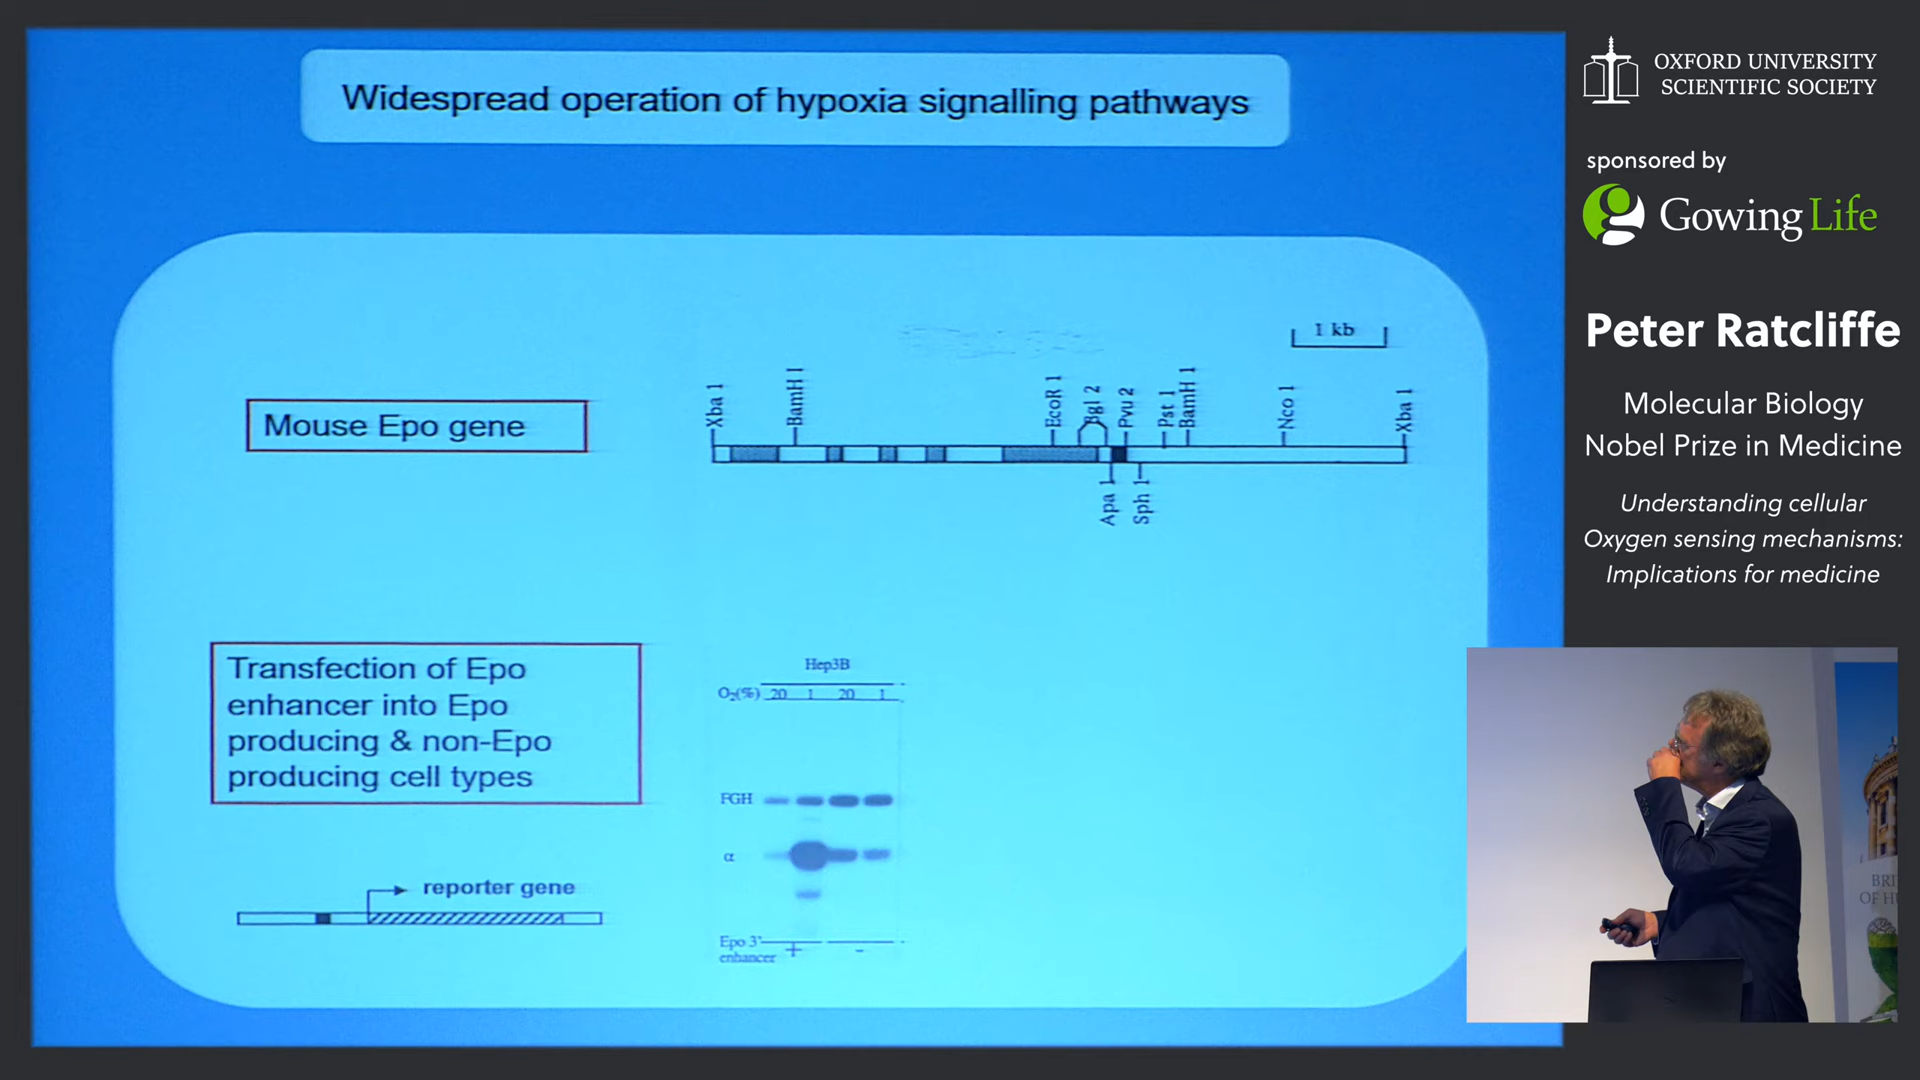 Widespread operation of hypoxia signalling pathways
1 kb
Mouse Epo gene
Xba 1
BamH I
EcoR 1
Bgl 2
Pvu 2
Pst 1
BamH 1
Nco 1
Xba 1
Apa 1
Sph 1
Transfection of Epo
enhancer into Epo
producing & non-Epo
producing cell types
reporter gene
Hep3B
O₂(%) 20 1 20 1
FGH
α
Epo 3'
enhancer + -
OXFORD UNIVERSITY
SCIENTIFIC SOCIETY
sponsored by
Gowing Life
Peter Ratcliffe
Molecular Biology
Nobel Prize in Medicine
Understanding cellular
Oxygen sensing mechanisms:
Implications for medicine